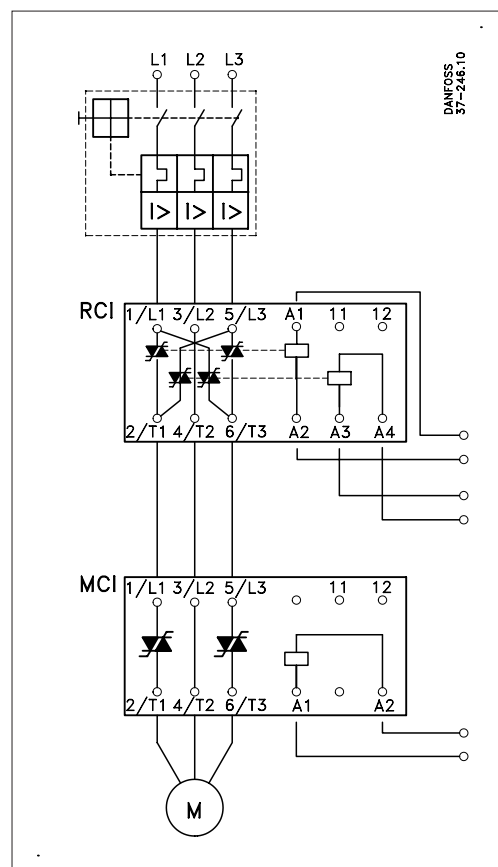 L1 L2 L3
DANFOSS
37-246.10
I> I> I>
RCI
1/L1 3/L2 5/L3 A1 11 12
2/T1 4/T2 6/T3 A2 A3 A4
MCI
1/L1 3/L2 5/L3 11 12
2/T1 4/T2 6/T3 A1 A2
M